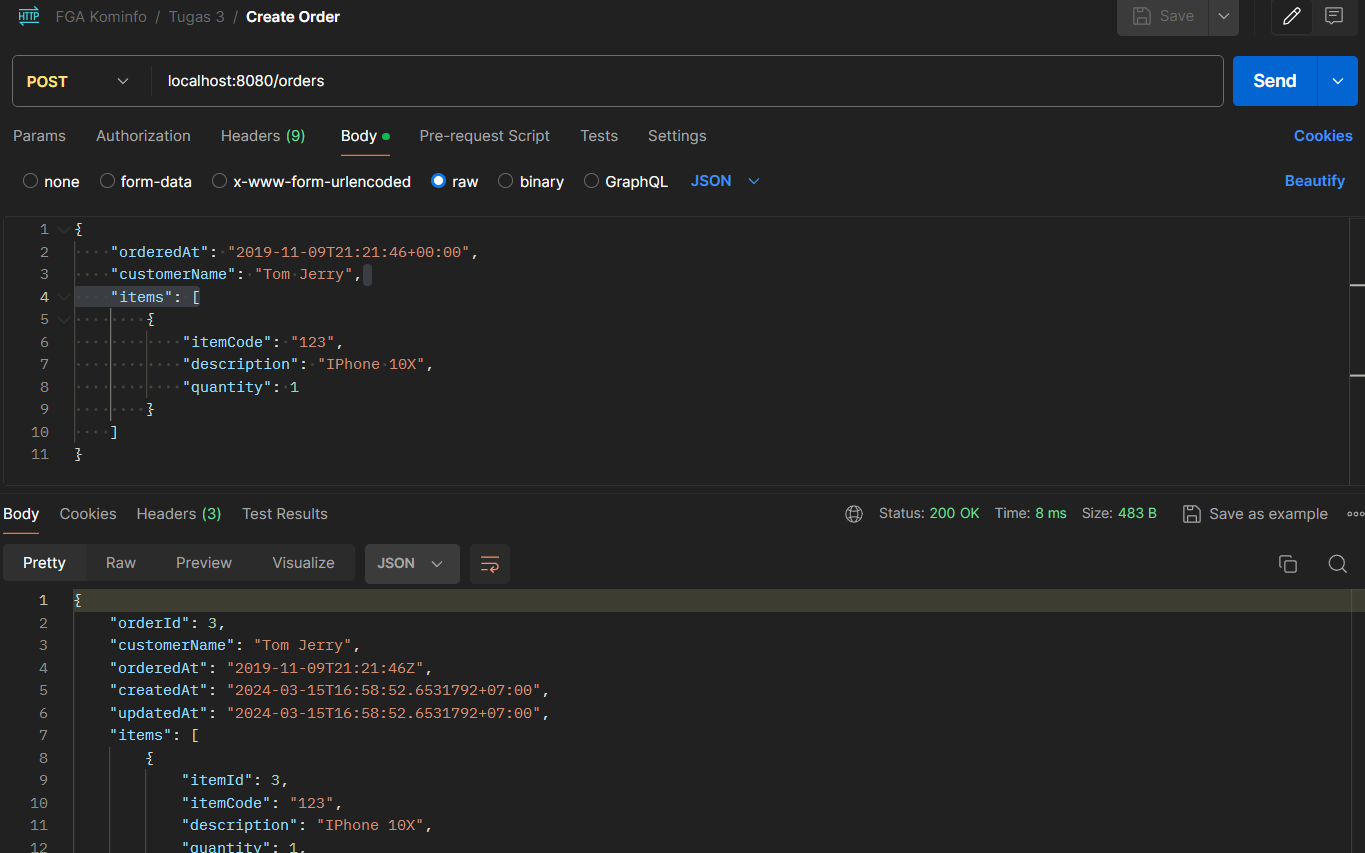 HTTP FGA Kominfo / Tugas 3 / Create Order Save
POST localhost:8080/orders Send
Params Authorization Headers (9) Body Pre-request Script Tests Settings Cookies
none form-data x-www-form-urlencoded raw binary GraphQL JSON Beautify
1 {
2 "orderedAt": "2019-11-09T21:21:46+00:00",
3 "customerName": "Tom Jerry",
4 "items": [
5 {
6 "itemCode": "123",
7 "description": "IPhone 10X",
8 "quantity": 1
9 }
10 ]
11 }
Body Cookies Headers (3) Test Results Status: 200 OK Time: 8 ms Size: 483 B Save as example
Pretty Raw Preview Visualize JSON
1 {
2 "orderId": 3,
3 "customerName": "Tom Jerry",
4 "orderedAt": "2019-11-09T21:21:46Z",
5 "createdAt": "2024-03-15T16:58:52.6531792+07:00",
6 "updatedAt": "2024-03-15T16:58:52.6531792+07:00",
7 "items": [
8 {
9 "itemId": 3,
10 "itemCode": "123",
11 "description": "IPhone 10X",
12 "quantity": 1,